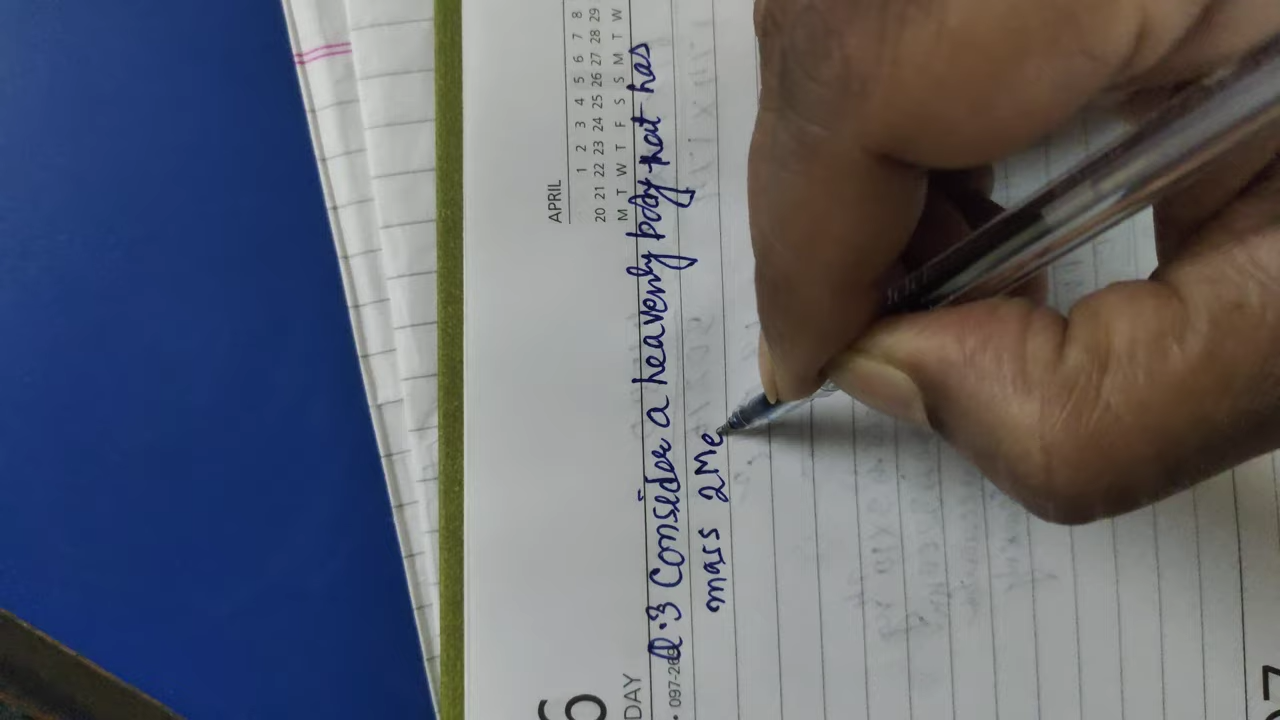 APRIL
1 2 3 4 5 6 7 8
20 21 22 23 24 25 26 27 28 29
M T W T F S S M T W
6
DAY
Q.3 Consider a heavenly body that has
mass 2Me